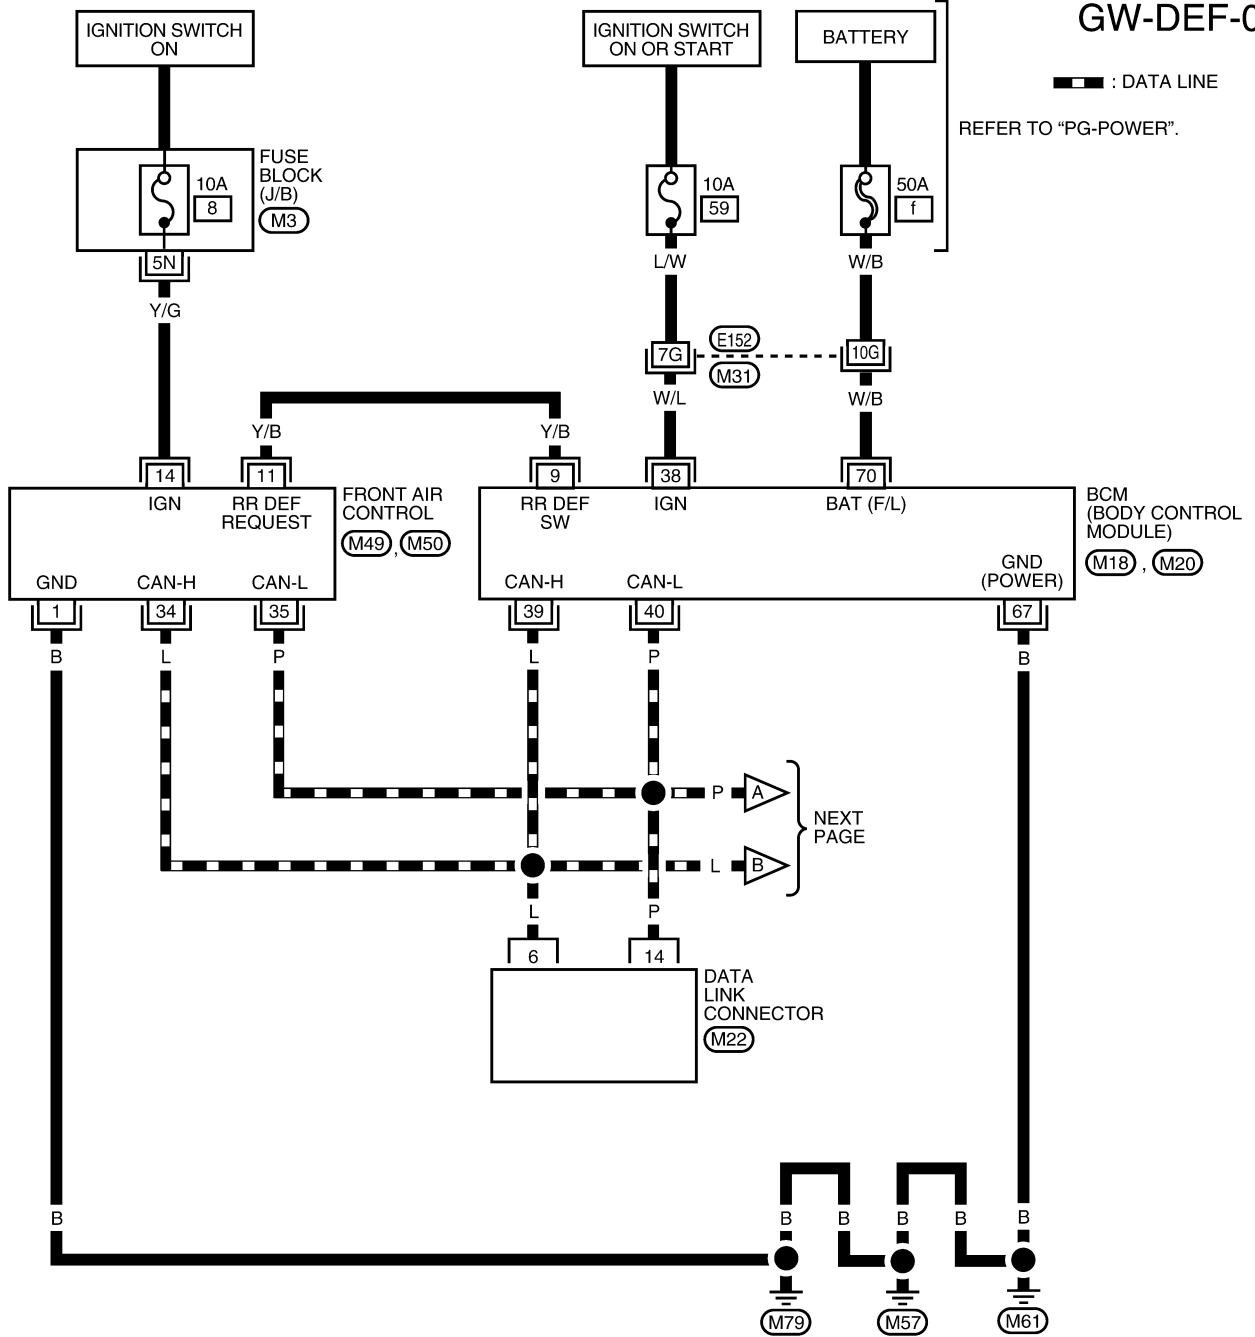 GW-DEF-0
IGNITION SWITCH
ON
IGNITION SWITCH
ON OR START
BATTERY
: DATA LINE
REFER TO “PG-POWER”.
FUSE
BLOCK
(J/B)
M3
10A
8
10A
59
50A
f
5N
Y/G
L/W
W/B
7G
E152
M31
10G
W/L
W/B
Y/B
Y/B
14
11
9
38
70
IGN
RR DEF
REQUEST
FRONT AIR
CONTROL
M49 , M50
RR DEF
SW
IGN
BAT (F/L)
BCM
(BODY CONTROL
MODULE)
M18 , M20
GND
CAN-H
CAN-L
CAN-H
CAN-L
GND
(POWER)
1
34
35
39
40
67
B
L
P
L
P
B
P
A
L
B
NEXT
PAGE
L
P
6
14
DATA
LINK
CONNECTOR
M22
B
B
B
B
B
B
M79
M57
M61